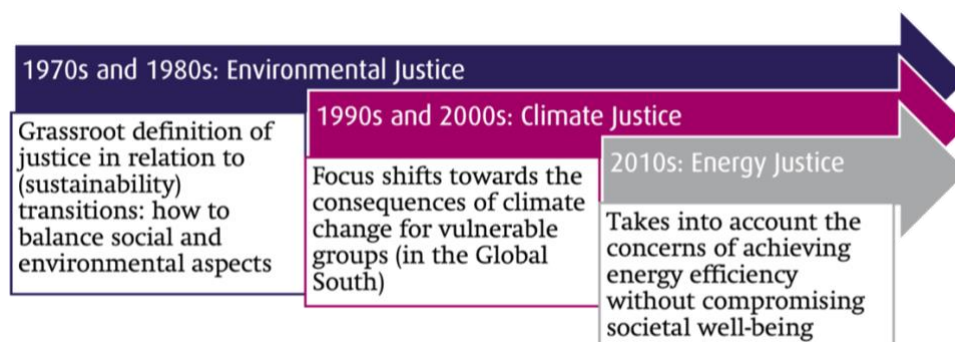 1970s and 1980s: Environmental Justice
Grassroot definition of
justice in relation to
(sustainability)
transitions: how to
balance social and
environmental aspects
1990s and 2000s: Climate Justice
Focus shifts towards the
consequences of climate
change for vulnerable
groups (in the Global
South)
2010s: Energy Justice
Takes into account the
concerns of achieving
energy efficiency
without compromising
societal well-being